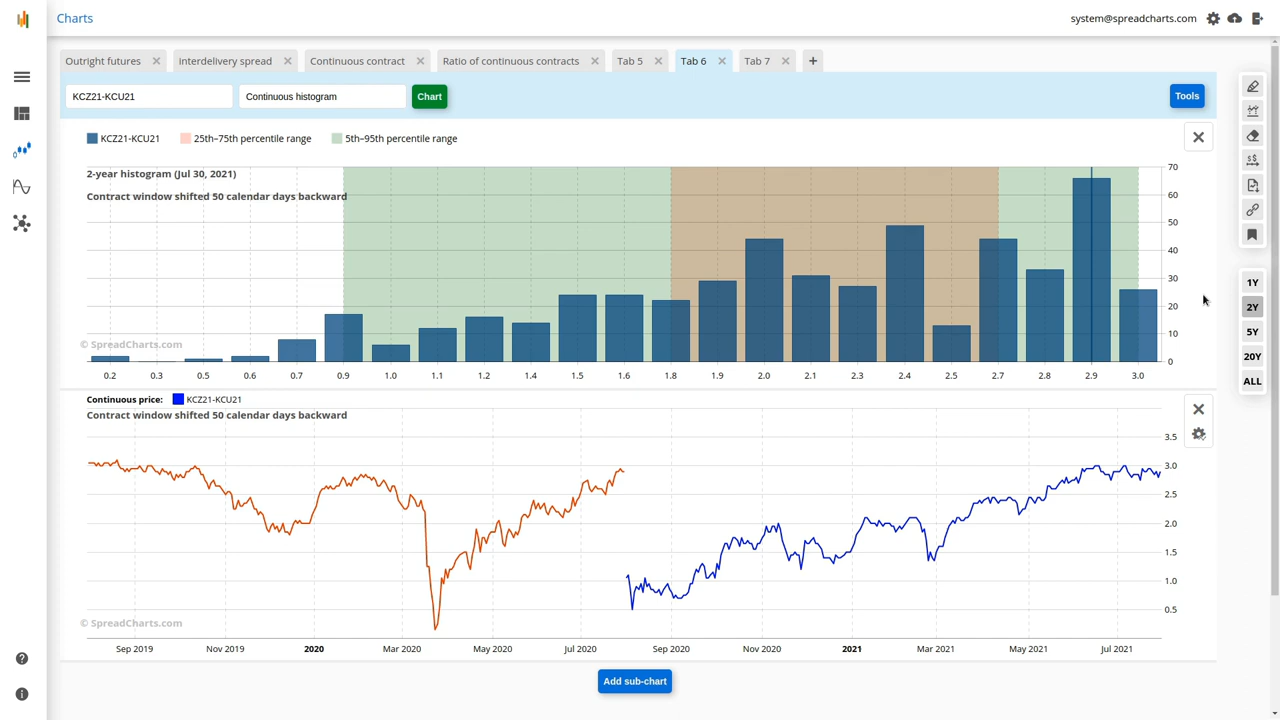 Charts
system@spreadcharts.com
Outright futures
Interdelivery spread
Continuous contract
Ratio of continuous contracts
Tab 5
Tab 6
Tab 7
KCZ21-KCU21
Continuous histogram
Chart
Tools
KCZ21-KCU21
25th–75th percentile range
5th–95th percentile range
2-year histogram (Jul 30, 2021)
Contract window shifted 50 calendar days backward
70
60
50
40
30
20
10
0
© SpreadCharts.com
0.2 0.3 0.5 0.6 0.7 0.9 1.0 1.1 1.2 1.4 1.5 1.6 1.8 1.9 2.0 2.1 2.3 2.4 2.5 2.7 2.8 2.9 3.0
1Y
2Y
5Y
20Y
ALL
Continuous price: KCZ21-KCU21
Contract window shifted 50 calendar days backward
3.5
3.0
2.5
2.0
1.5
1.0
0.5
© SpreadCharts.com
Sep 2019 Nov 2019 2020 Mar 2020 May 2020 Jul 2020 Sep 2020 Nov 2020 2021 Mar 2021 May 2021 Jul 2021
Add sub-chart